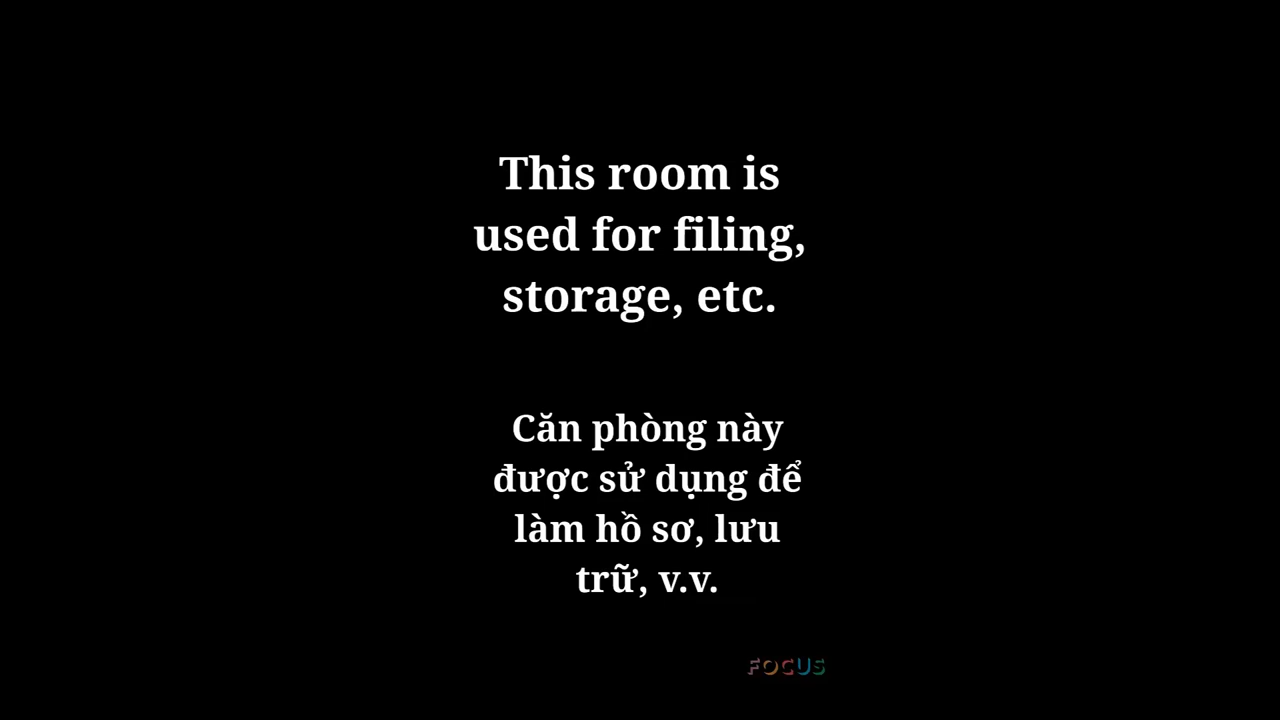 This room is
used for filing,
storage, etc.
Căn phòng này
được sử dụng để
làm hồ sơ, lưu
trữ, v.v.
FOCUS